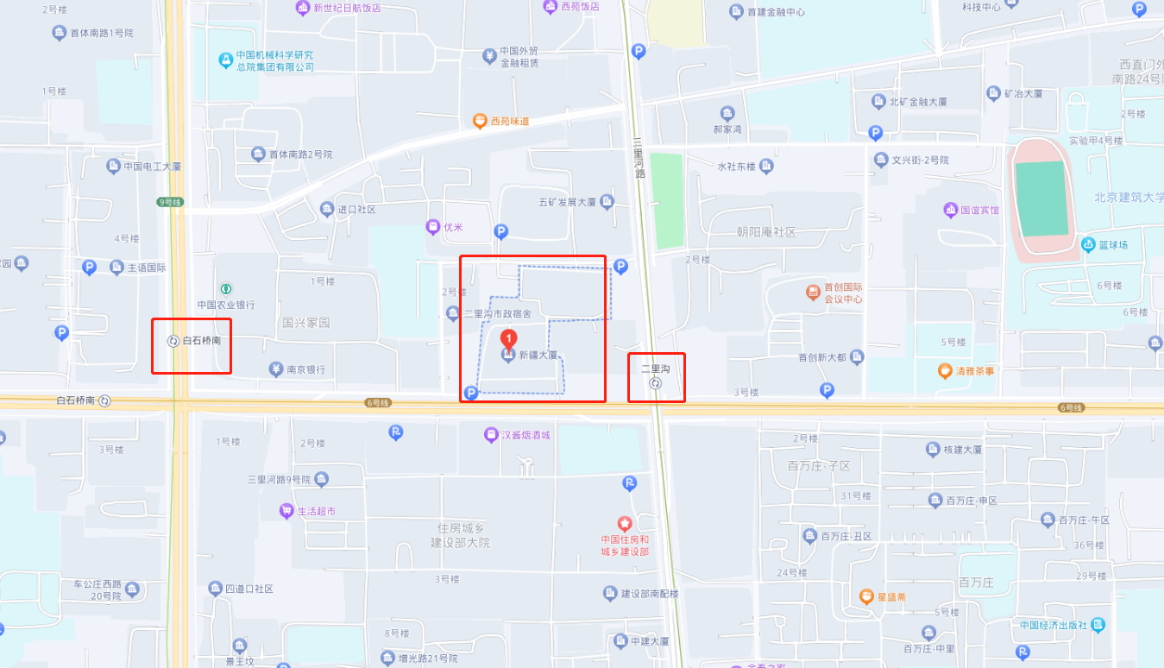 2号楼
新世纪日航饭店
西苑饭店
首建金融中心
科技中心
首体南路1号院
中国外贸
金融租赁
中国机械科学研究
总院集团有限公司
西直门外
南路24号
1号楼
北矿金融大厦
矿冶大厦
2号楼
西苑味道
郝家湾
三里河路
实验甲4号楼
首体南路2号院
中国电工大厦
水社东楼
文兴街-2号院
9号线
北京建筑大学
进口社区
五矿发展大厦
国谊宾馆
优米
朝阳庵社区
4号楼
篮球场
2号楼
园
主语国际
1号楼
2号楼
首创国际
会议中心
6号楼
中国农业银行
二里沟市政宿舍
6号楼
国兴家园
1
白石桥南
5号楼
新疆大厦
首创新大都
二里沟
南京银行
清雅茶事
3号楼
白石桥南
6号线
6号线
汉酱烟酒城
1号楼
2号楼
2号楼
3号楼
核建大厦
百万庄-子区
三里河路9号院
31号楼
百万庄-申区
生活超市
百万庄-午区
住房城乡
建设部大院
中国住房和
城乡建设部
百万庄-丑区
36号楼
24号楼
29号楼
3号楼
百万庄
车公庄西路
20号院
四道口社区
建设部南配楼
星盛斋
5号楼
中国经济出版社
8号楼
中建大厦
百万庄-中里
景王坟
增光路21号院